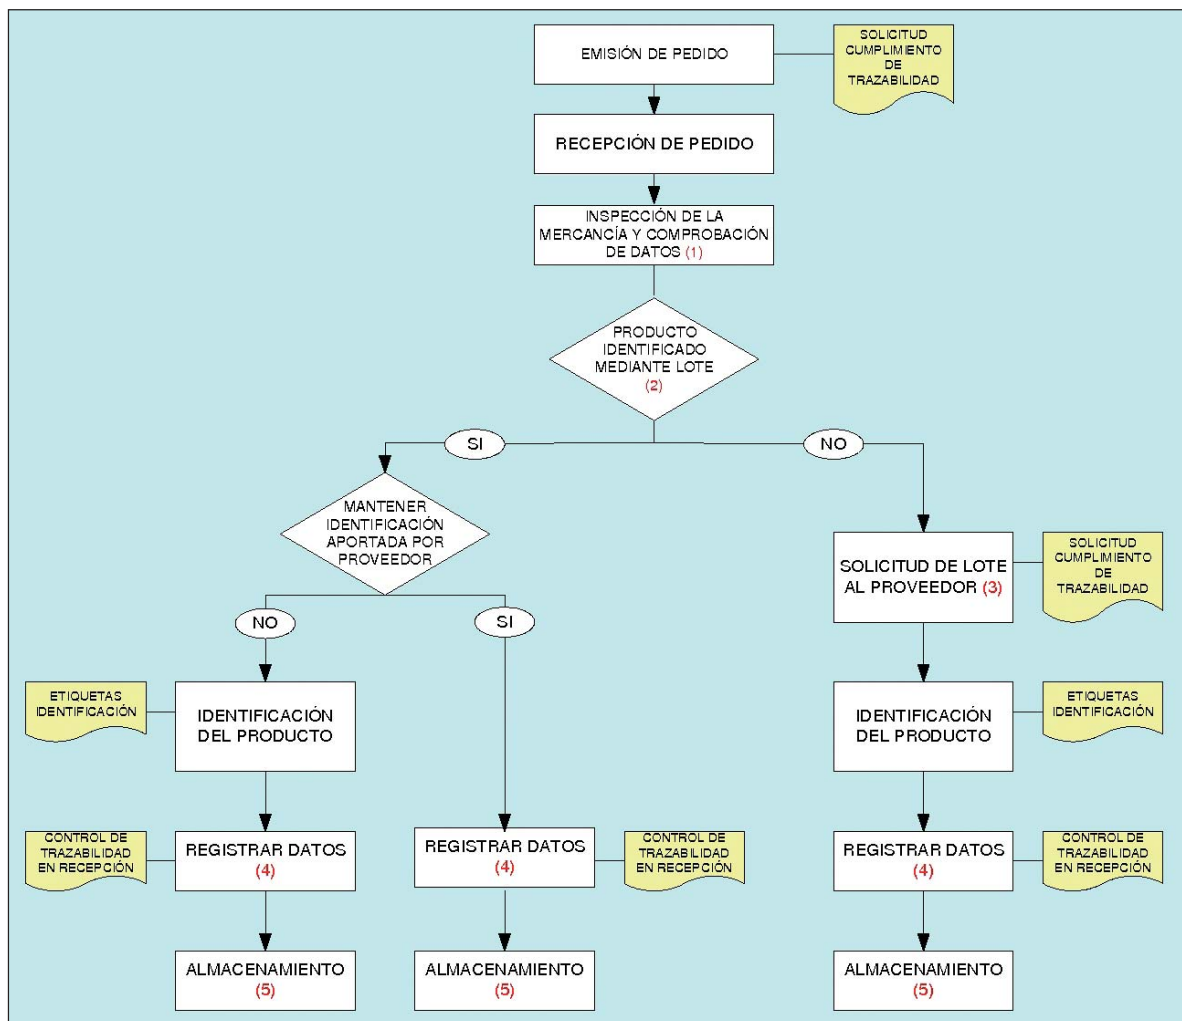 EMISIÓN DE PEDIDO
SOLICITUD
CUMPLIMIENTO
DE
TRAZABILIDAD
RECEPCIÓN DE PEDIDO
INSPECCIÓN DE LA
MERCANCÍA Y COMPROBACIÓN
DE DATOS (1)
PRODUCTO
IDENTIFICADO
MEDIANTE LOTE
(2)
SI
NO
MANTENER
IDENTIFICACIÓN
APORTADA POR
PROVEEDOR
SOLICITUD DE LOTE
AL PROVEEDOR (3)
SOLICITUD
CUMPLIMIENTO
DE
TRAZABILIDAD
NO
SI
ETIQUETAS
IDENTIFICACIÓN
IDENTIFICACIÓN
DEL PRODUCTO
IDENTIFICACIÓN
DEL PRODUCTO
ETIQUETAS
IDENTIFICACIÓN
CONTROL DE
TRAZABILIDAD
EN RECEPCIÓN
REGISTRAR DATOS
(4)
REGISTRAR DATOS
(4)
CONTROL DE
TRAZABILIDAD
EN RECEPCIÓN
REGISTRAR DATOS
(4)
CONTROL DE
TRAZABILIDAD
EN RECEPCIÓN
ALMACENAMIENTO
(5)
ALMACENAMIENTO
(5)
ALMACENAMIENTO
(5)